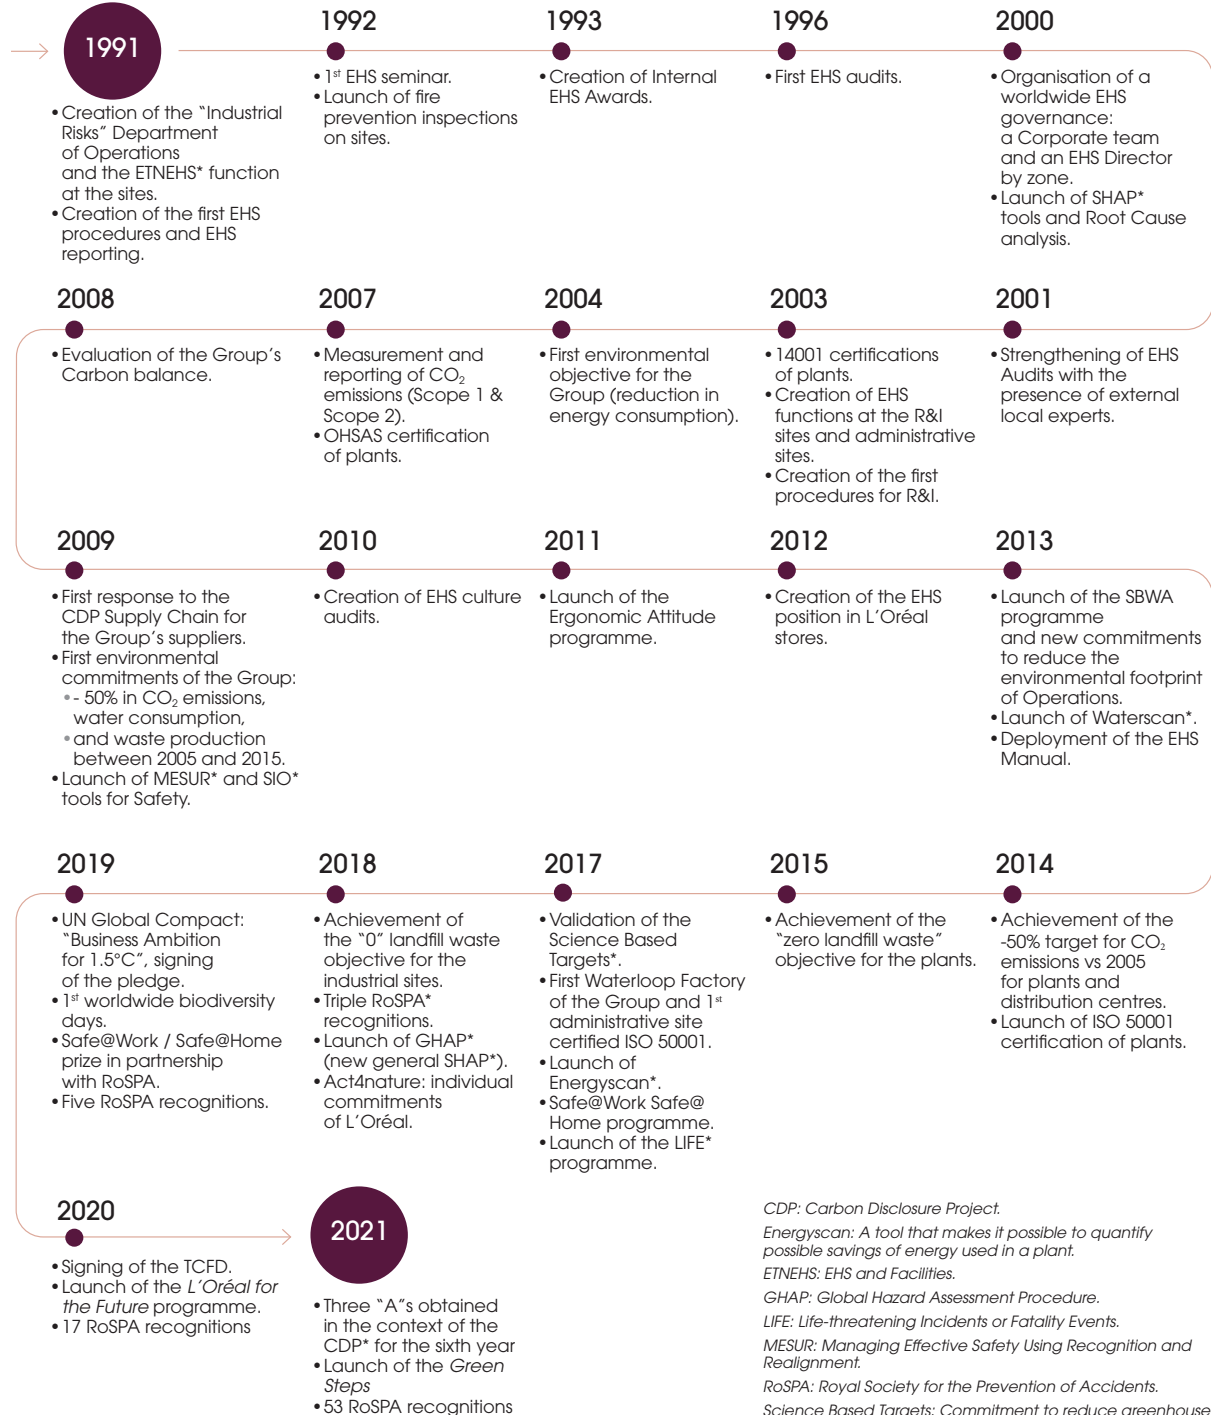 1991
• Creation of the “Industrial
Risks” Department
of Operations
and the ETNEHS* function
at the sites.
• Creation of the first EHS
procedures and EHS
reporting.
1992
• 1st EHS seminar.
• Launch of fire
prevention inspections
on sites.
1993
• Creation of Internal
EHS Awards.
1996
• First EHS audits.
2000
• Organisation of a
worldwide EHS
governance:
a Corporate team
and an EHS Director
by zone.
• Launch of SHAP*
tools and Root Cause
analysis.
2008
• Evaluation of the Group’s
Carbon balance.
2007
• Measurement and
reporting of CO₂
emissions (Scope 1 &
Scope 2).
• OHSAS certification
of plants.
2004
• First environmental
objective for the
Group (reduction in
energy consumption).
2003
• 14001 certifications
of plants.
• Creation of EHS
functions at the R&I
sites and administrative
sites.
• Creation of the first
procedures for R&I.
2001
• Strengthening of EHS
Audits with the
presence of external
local experts.
2009
• First response to the
CDP Supply Chain for
the Group’s suppliers.
• First environmental
commitments of the Group:
• - 50% in CO₂ emissions,
water consumption,
• and waste production
between 2005 and 2015.
• Launch of MESUR* and SIO*
tools for Safety.
2010
• Creation of EHS culture
audits.
2011
• Launch of the
Ergonomic Attitude
programme.
2012
• Creation of the EHS
position in L’Oréal
stores.
2013
• Launch of the SBWA
programme
and new commitments
to reduce the
environmental footprint
of Operations.
• Launch of Waterscan*.
• Deployment of the EHS
Manual.
2019
• UN Global Compact:
“Business Ambition
for 1.5°C”, signing
of the pledge.
• 1st worldwide biodiversity
days.
• Safe@Work / Safe@Home
prize in partnership
with RoSPA.
• Five RoSPA recognitions.
2018
• Achievement of
the “0” landfill waste
objective for the
industrial sites.
• Triple RoSPA*
recognitions.
• Launch of GHAP*
(new general SHAP*).
• Act4nature: individual
commitments
of L’Oréal.
2017
• Validation of the
Science Based
Targets*.
• First Waterloop Factory
of the Group and 1st
administrative site
certified ISO 50001.
• Launch of
Energyscan*.
• Safe@Work Safe@
Home programme.
• Launch of the LIFE*
programme.
2015
• Achievement of the
“zero landfill waste”
objective for the plants.
2014
• Achievement of the
-50% target for CO₂
emissions vs 2005
for plants and
distribution centres.
• Launch of ISO 50001
certification of plants.
2020
• Signing of the TCFD.
• Launch of the L’Oréal for
the Future programme.
• 17 RoSPA recognitions
2021
• Three “A”s obtained
in the context of the
CDP* for the sixth year
• Launch of the Green
Steps
• 53 RoSPA recognitions
CDP: Carbon Disclosure Project.
Energyscan: A tool that makes it possible to quantify
possible savings of energy used in a plant.
ETNEHS: EHS and Facilities.
GHAP: Global Hazard Assessment Procedure.
LIFE: Life-threatening Incidents or Fatality Events.
MESUR: Managing Effective Safety Using Recognition and
Realignment.
RoSPA: Royal Society for the Prevention of Accidents.
Science Based Targets: Commitment to reduce greenhouse